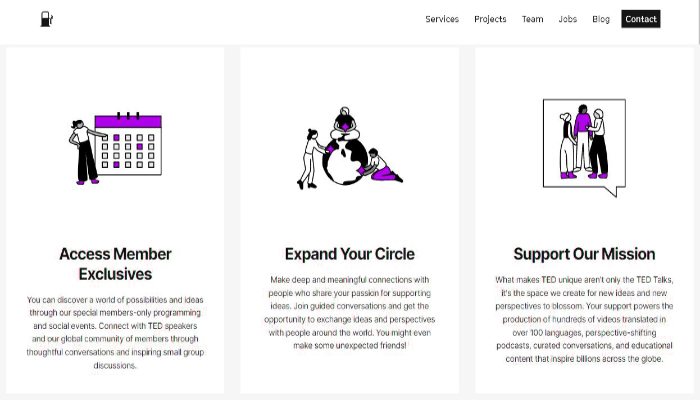 Services Projects Team Jobs Blog Contact
Access Member
Exclusives
You can discover a world of possibilities and ideas
through our special members-only programming
and social events. Connect with TED speakers
and our global community of members through
thoughtful conversations and inspiring small group
discussions.
Expand Your Circle
Make deep and meaningful connections with
people who share your passion for supporting
ideas. Join guided conversations and get the
opportunity to exchange ideas and perspectives
with people around the world. You might even
make some unexpected friends!
Support Our Mission
What makes TED unique aren't only the TED Talks,
it's the space we create for new ideas and new
perspectives to blossom. Your support powers the
production of hundreds of videos translated in
over 100 languages, perspective-shifting
podcasts, curated conversations, and educational
content that inspire billions across the globe.